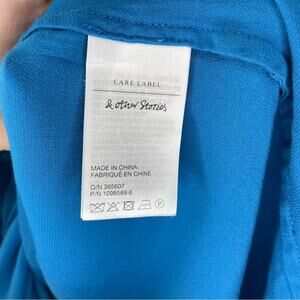 CARE LABEL
& other Stories
MADE IN CHINA
FABRIQUÉ EN CHINE
O/N 365607
P/N 1098589 6
P